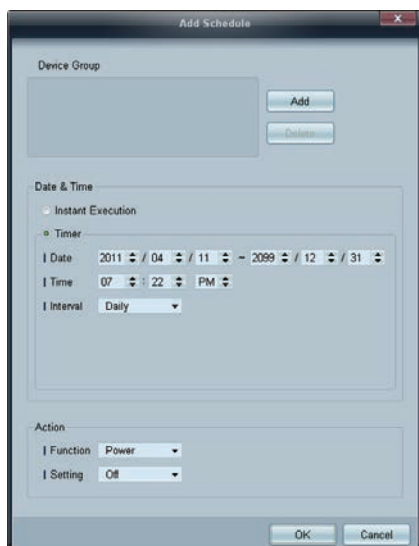 Add Schedule
Device Group
Add
Delete
Date & Time
Instant Execution
Timer
Date 2011 / 04 / 11 ~ 2099 / 12 / 31
Time 07 : 22 PM
Interval Daily
Action
Function Power
Setting Off
OK Cancel